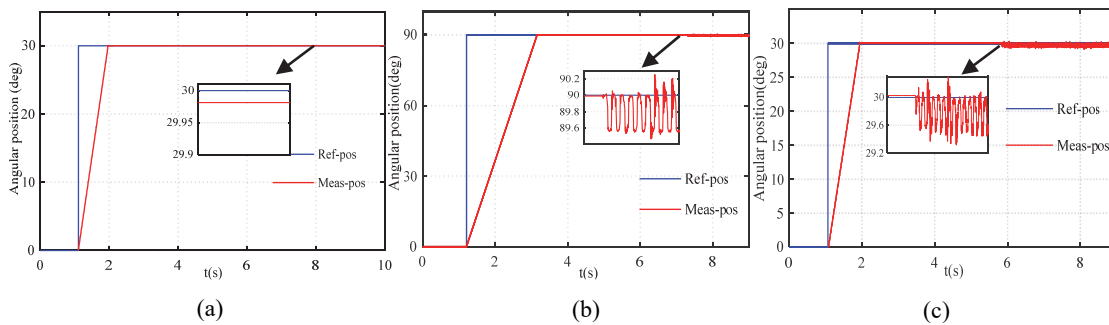 Angular position (deg)
30
20
10
0
30
29.95
29.9
Ref-pos
Meas-pos
0
2
4
6
8
10
t(s)
(a)
Angular position(deg)
90
60
30
0
90.2
90
89.8
89.6
Ref-pos
Meas-pos
0
2
4
6
8
t(s)
(b)
Angular position(deg)
30
25
20
15
10
5
0
30
29.6
29.2
Ref-pos
Meas-pos
0
2
4
6
8
t(s)
(c)